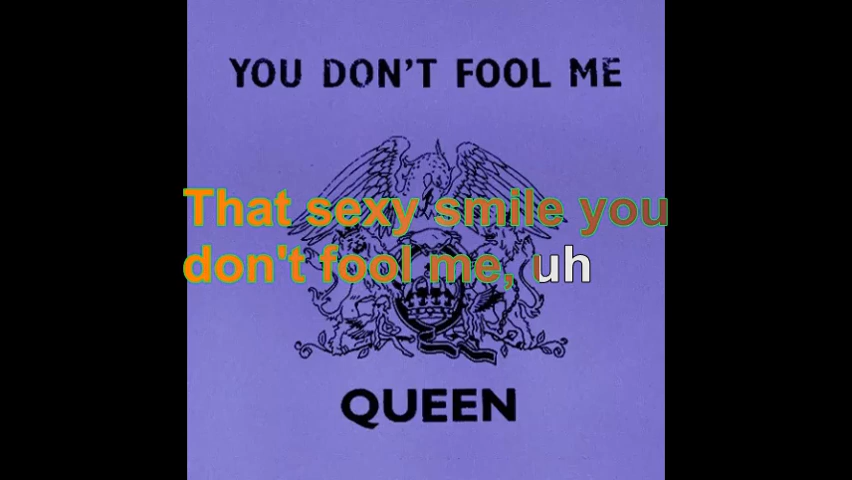 YOU DON'T FOOL ME
That sexy smile you
don't fool me, uh
QUEEN